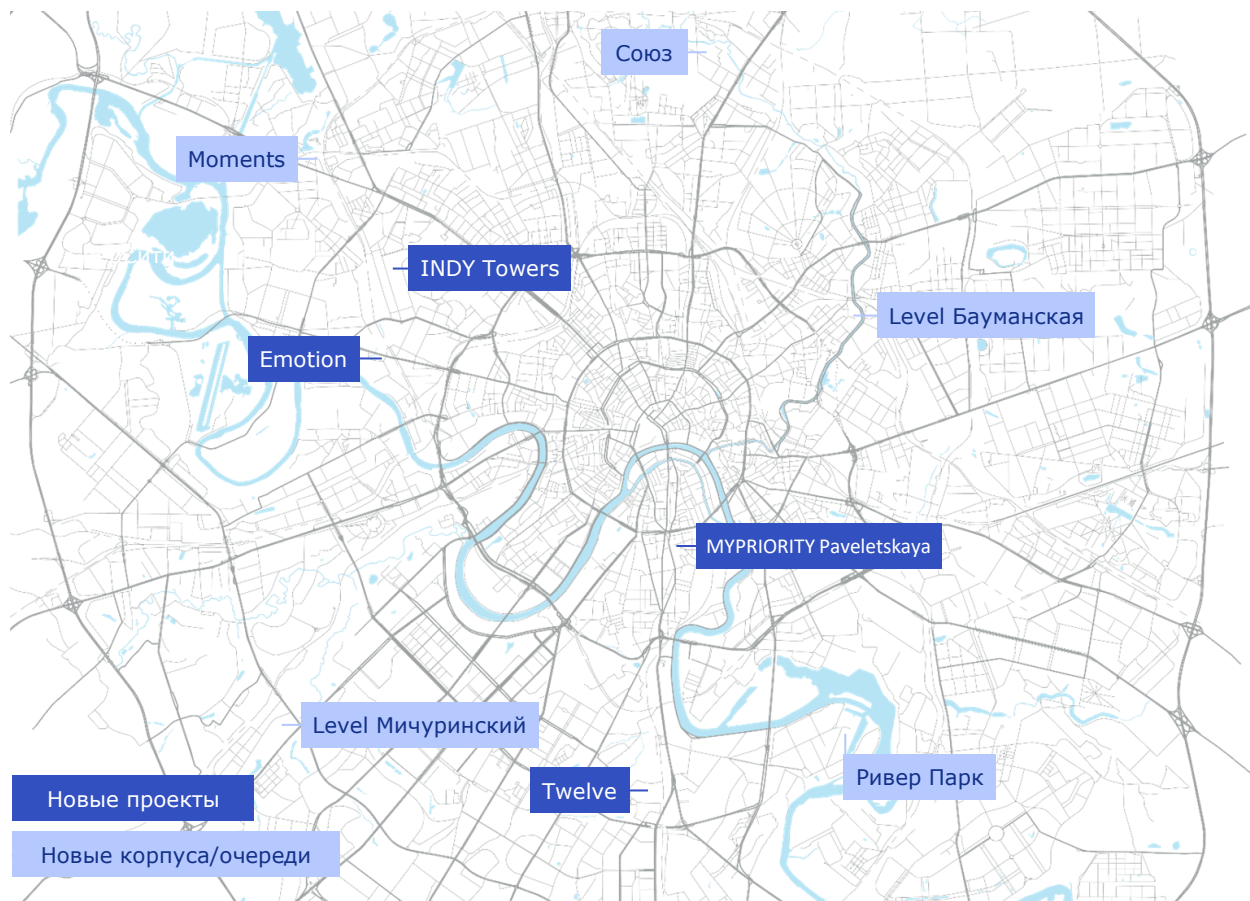 Союз
Moments
INDY Towers
сити
Level Бауманская
Emotion
MYPRIORITY Paveletskaya
Level Мичуринский
Ривер Парк
Twelve
Новые проекты
Новые корпуса/очереди